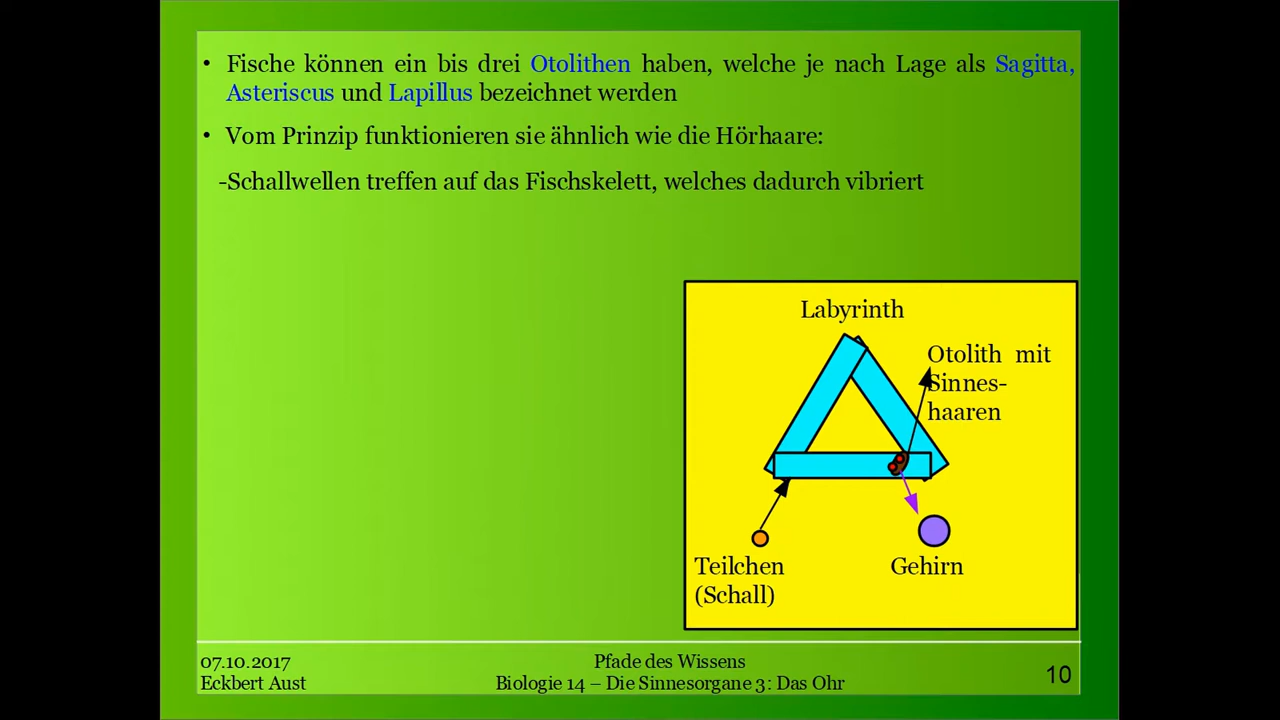 • Fische können ein bis drei Otolithen haben, welche je nach Lage als Sagitta,
Asteriscus und Lapillus bezeichnet werden
• Vom Prinzip funktionieren sie ähnlich wie die Hörhaare:
-Schallwellen treffen auf das Fischskelett, welches dadurch vibriert
Labyrinth
Otolith mit
Sinnes-
haaren
Teilchen
(Schall)
Gehirn
07.10.2017
Eckbert Aust
Pfade des Wissens
Biologie 14 – Die Sinnesorgane 3: Das Ohr
10